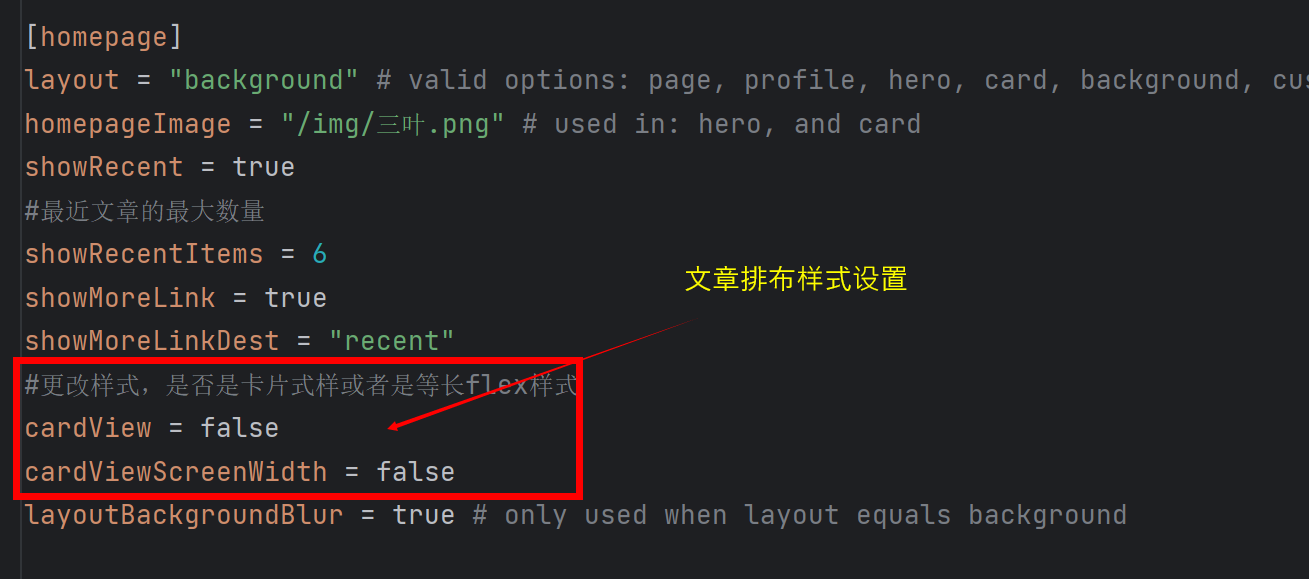 [homepage]
layout = "background" # valid options: page, profile, hero, card, background, cus
homepageImage = "/img/三叶.png" # used in: hero, and card
showRecent = true
#最近文章的最大数量
showRecentItems = 6
文章排布样式设置
showMoreLink = true
showMoreLinkDest = "recent"
#更改样式，是否是卡片式样或者是等长flex样式
cardView = false
cardViewScreenWidth = false
layoutBackgroundBlur = true # only used when layout equals background